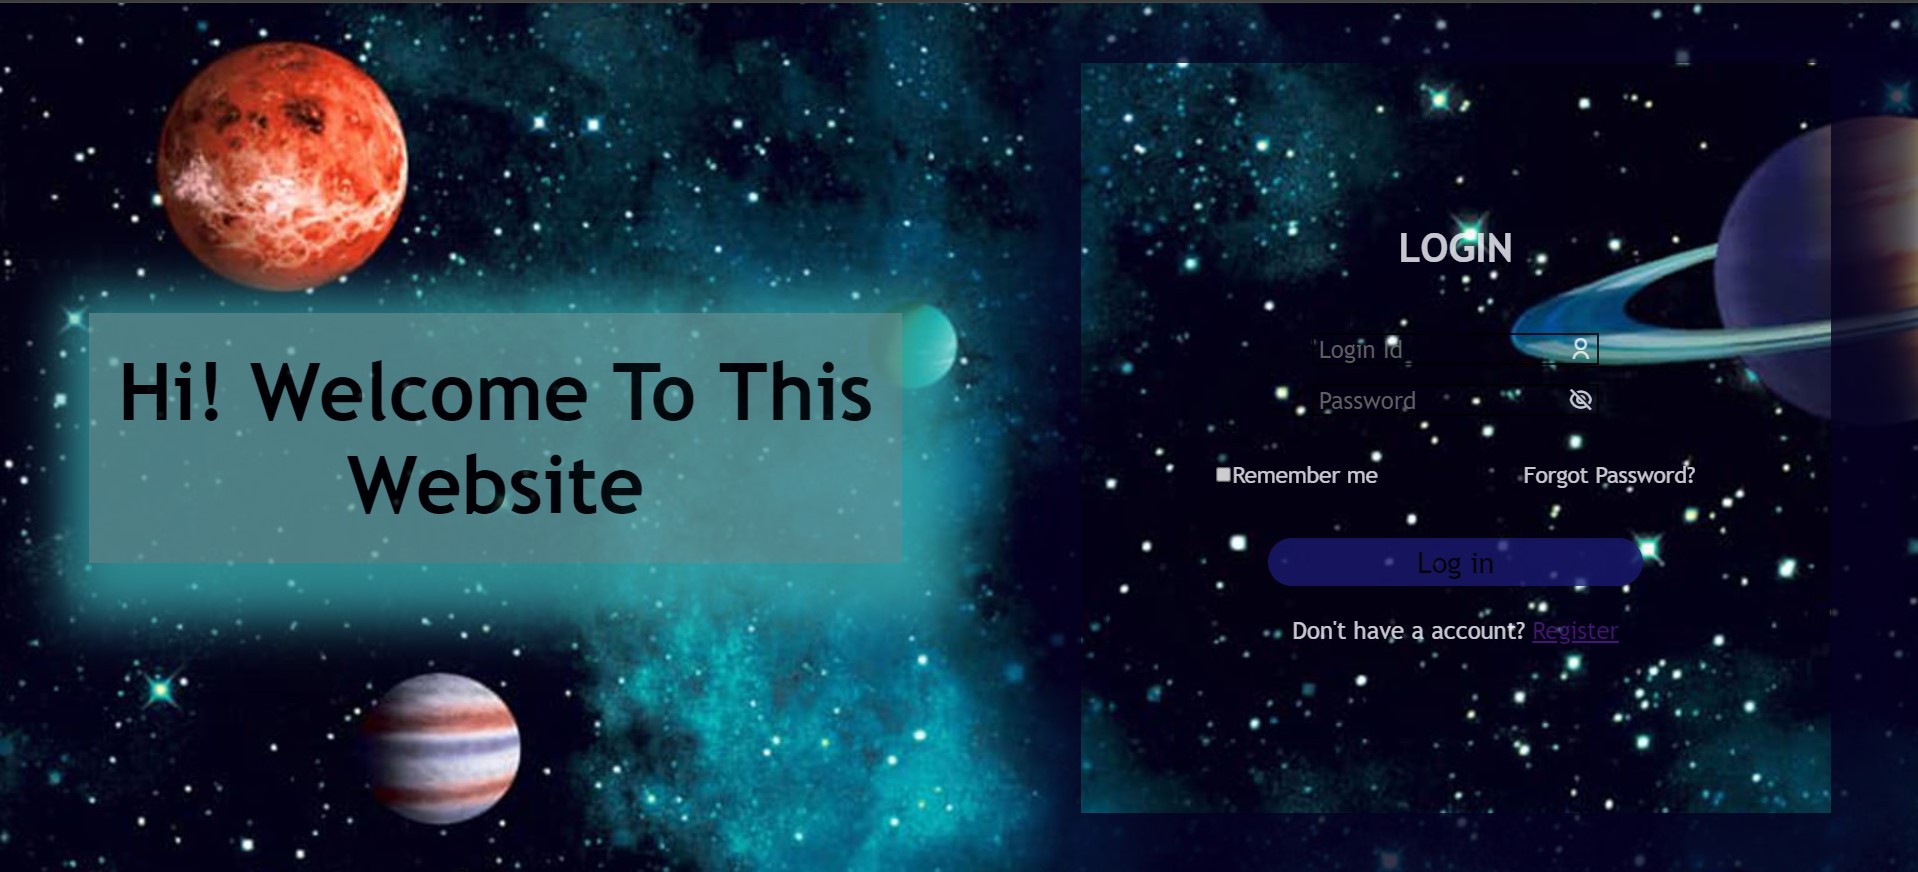 Hi! Welcome To This
Website
LOGIN
Login Id
Password
Remember me
Forgot Password?
Log in
Don't have a account? Register